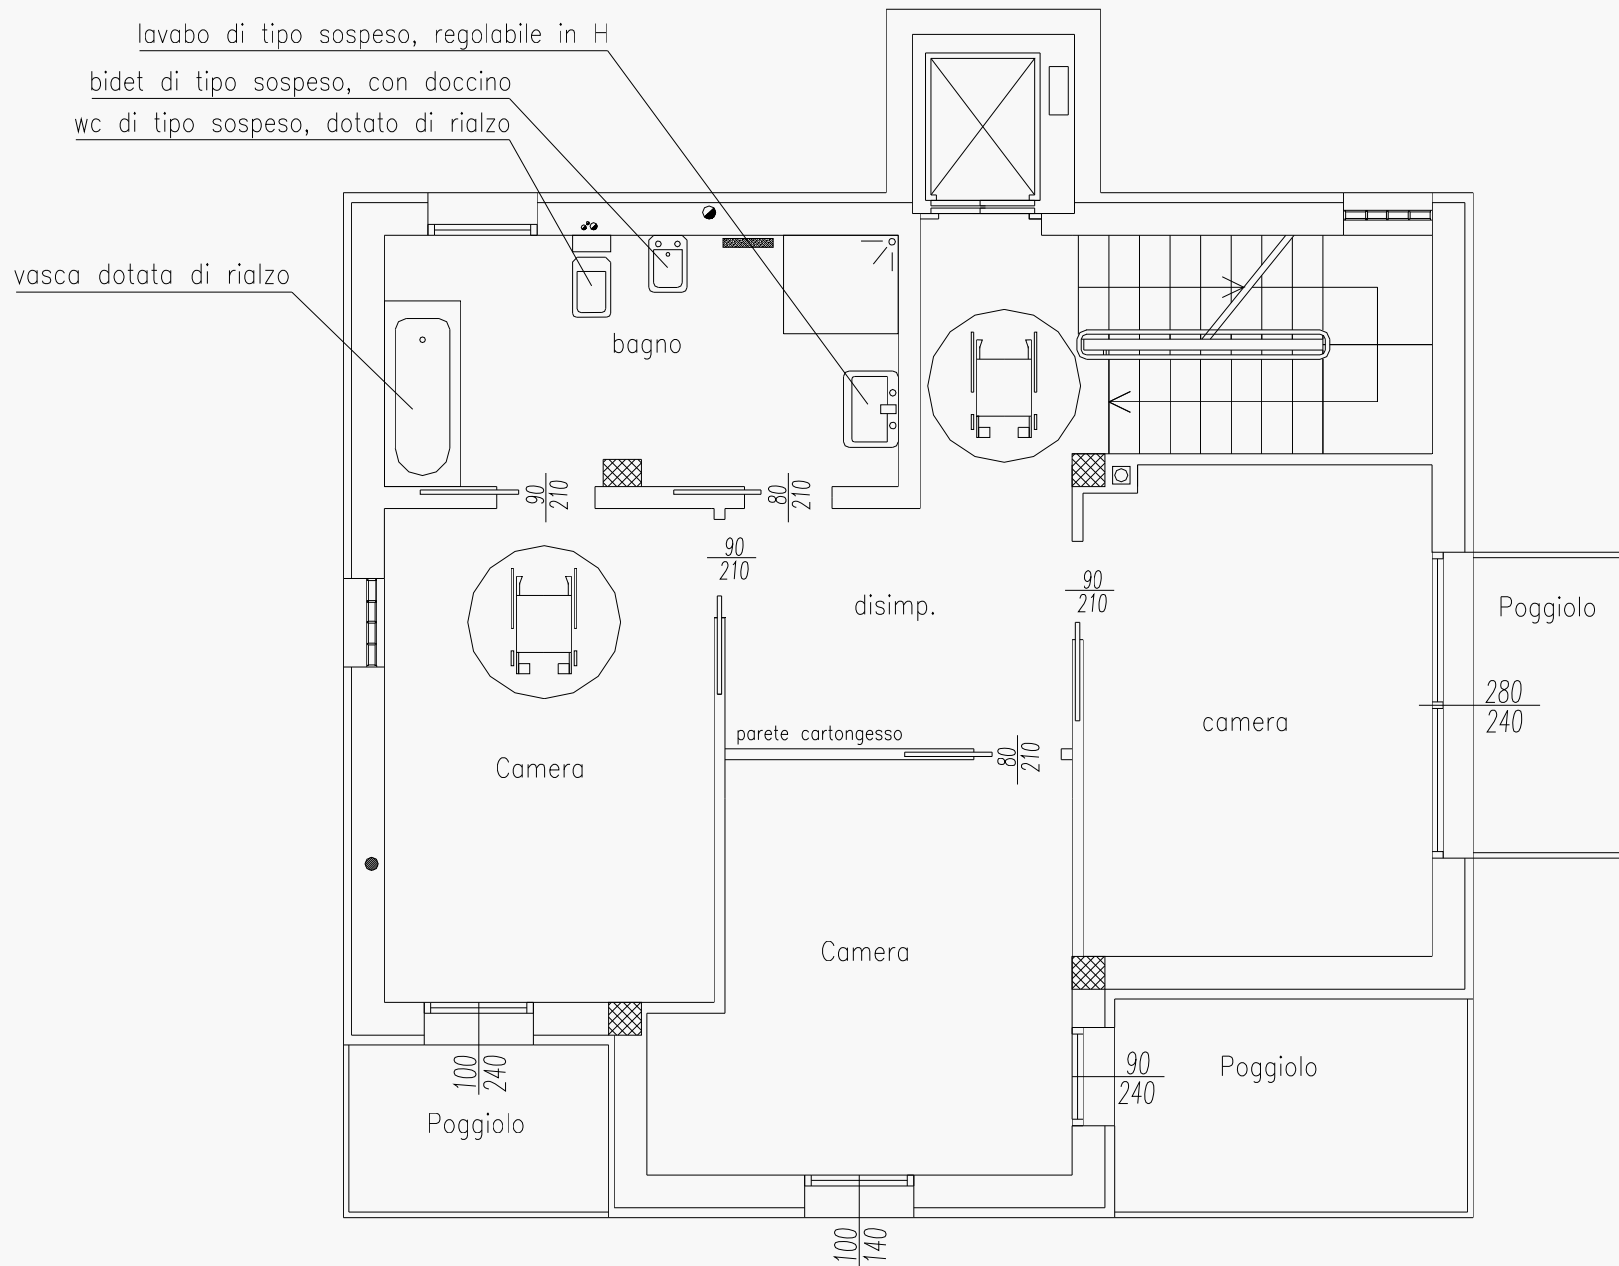 lavabo di tipo sospeso, regolabile in H
bidet di tipo sospeso, con doccino
wc di tipo sospeso, dotato di rialzo
vasca dotata di rialzo
bagno
90
210
80
210
90
210
90
210
disimp.
Poggiolo
280
240
camera
parete cartongesso
80
210
Camera
Camera
100
240
90
240
Poggiolo
Poggiolo
100
140